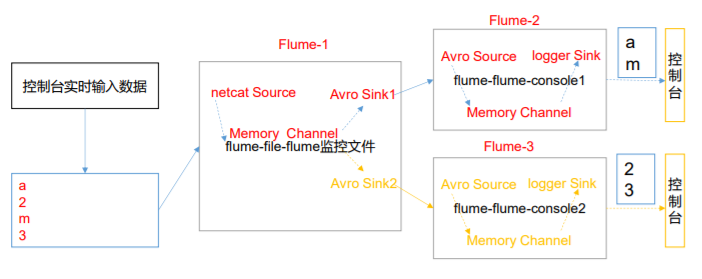 控制台实时输入数据
a
2
m
3
Flume-1
netcat Source
Avro Sink1
Memory Channel
flume-file-flume监控文件
Avro Sink2
Flume-2
Avro Source
logger Sink
flume-flume-console1
Memory Channel
a
m
控
制
台
Flume-3
Avro Source
logger Sink
flume-flume-console2
Memory Channel
2
3
控
制
台